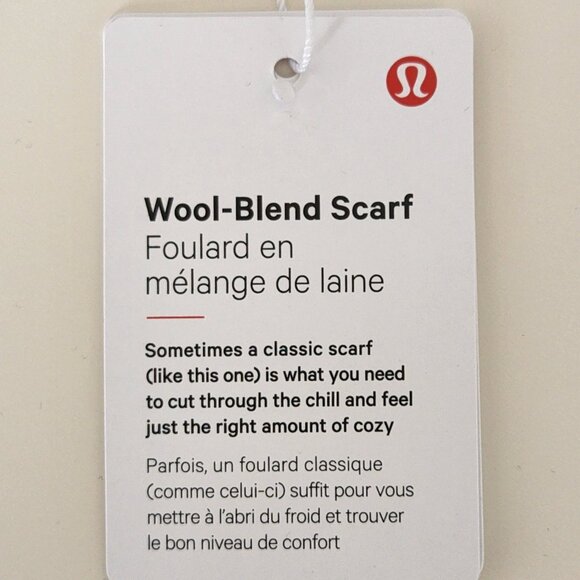 Wool-Blend Scarf
Foulard en
mélange de laine
Sometimes a classic scarf
(like this one) is what you need
to cut through the chill and feel
just the right amount of cozy
Parfois, un foulard classique
(comme celui-ci) suffit pour vous
mettre à l'abri du froid et trouver
le bon niveau de confort